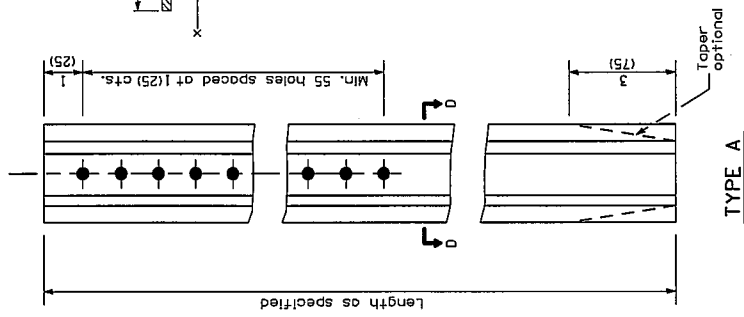 1
(25)
Min. 55 holes spaced at 1 (25) cts.
3
(75)
Taper
optional
D
D
Length as specified
TYPE A
x